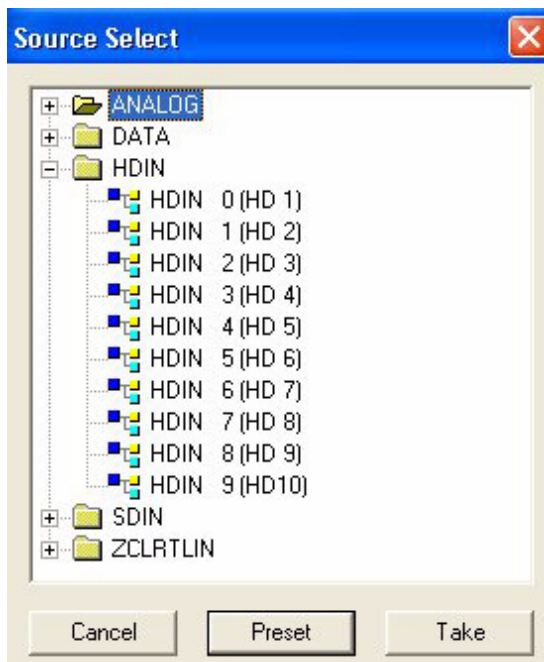 Source Select
ANALOG
DATA
HDIN
HDIN 0 (HD 1)
HDIN 1 (HD 2)
HDIN 2 (HD 3)
HDIN 3 (HD 4)
HDIN 4 (HD 5)
HDIN 5 (HD 6)
HDIN 6 (HD 7)
HDIN 7 (HD 8)
HDIN 8 (HD 9)
HDIN 9 (HD10)
SDIN
ZCLRTLIN
Cancel Preset Take